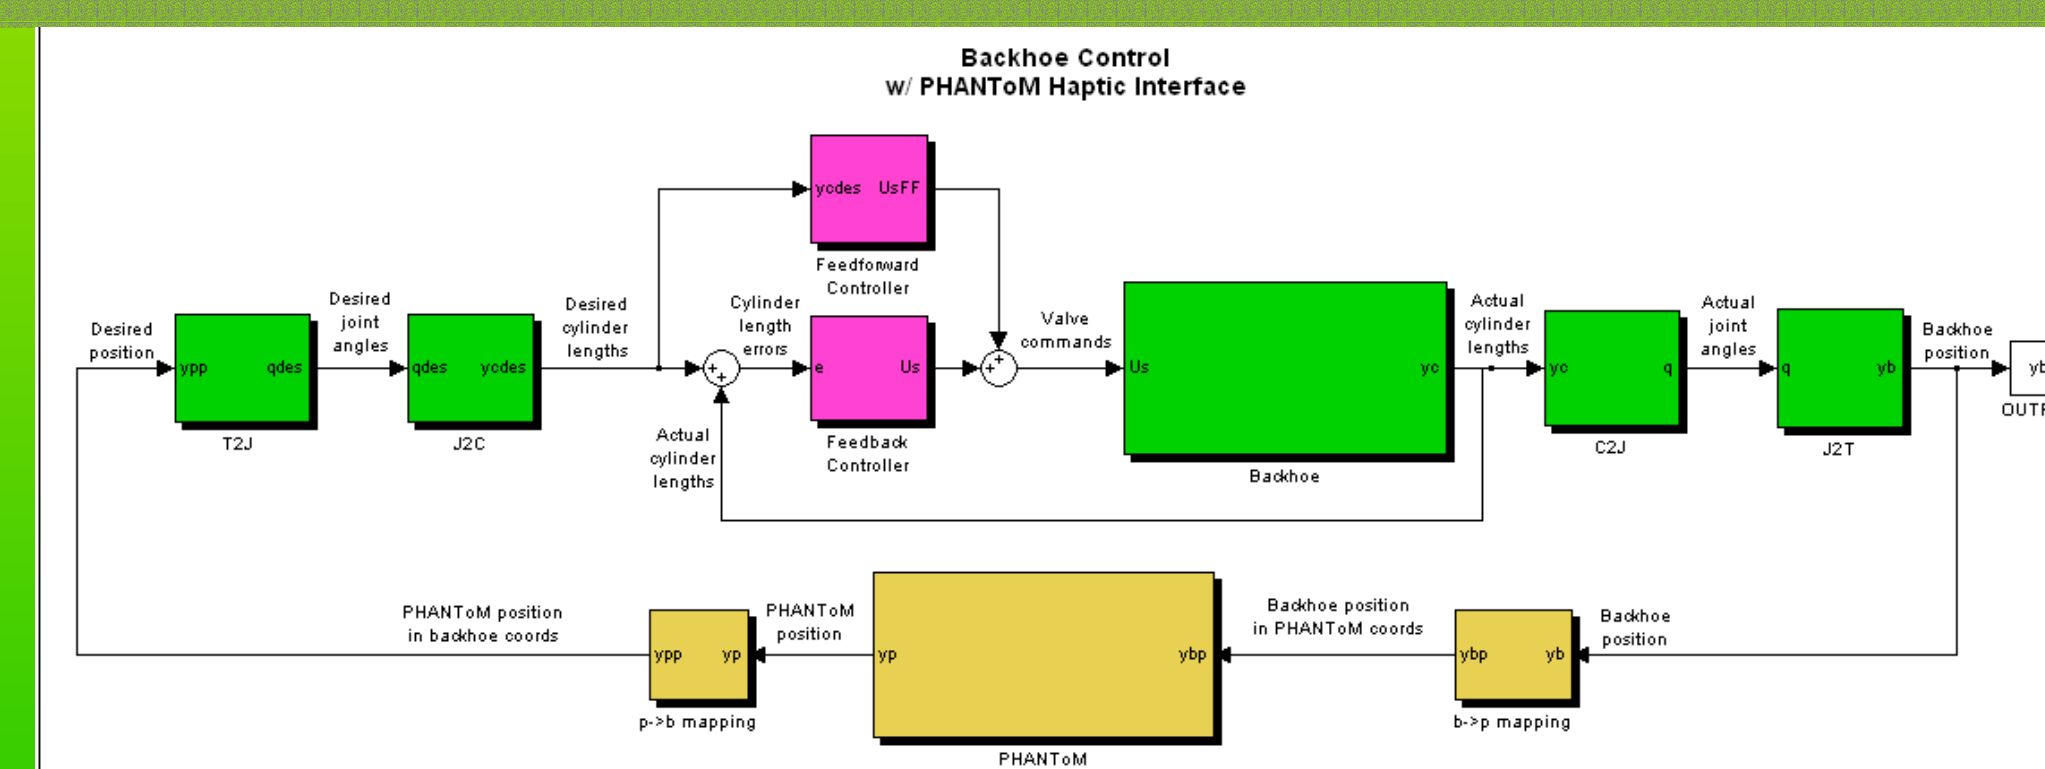 Backhoe Control
w/ PHANToM Haptic Interface
ycdes UsFF
Feedforward
Controller
Desired
position
ypp qdes
T2J
Desired
joint
angles
qdes ycdes
J2C
Desired
cylinder
lengths
+
+
Cylinder
length
errors
e Us
Feedback
Controller
Actual
cylinder
lengths
+
+
Valve
commands
Us yc
Backhoe
Actual
cylinder
lengths
yc q
C2J
Actual
joint
angles
q yb
J2T
Backhoe
position
yb
PHANToM position
in backhoe coords
ypp yp
p->b mapping
PHANToM
position
yp ybp
PHANToM
Backhoe position
in PHANToM coords
ybp yb
b->p mapping
Backhoe
position